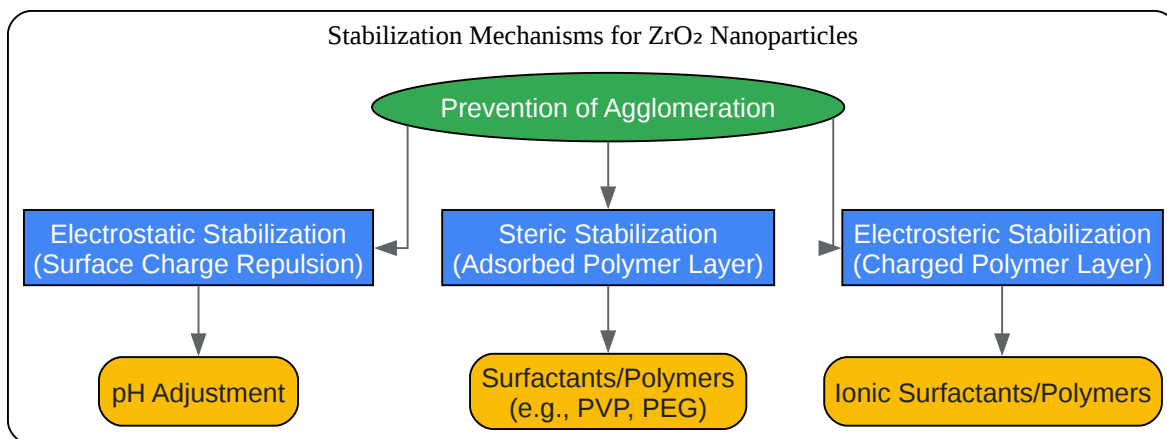 Stabilization Mechanisms for ZrO₂ Nanoparticles
Prevention of Agglomeration
Electrostatic Stabilization
(Surface Charge Repulsion)
Steric Stabilization
(Adsorbed Polymer Layer)
Electrosteric Stabilization
(Charged Polymer Layer)
pH Adjustment
Surfactants/Polymers
(e.g., PVP, PEG)
Ionic Surfactants/Polymers